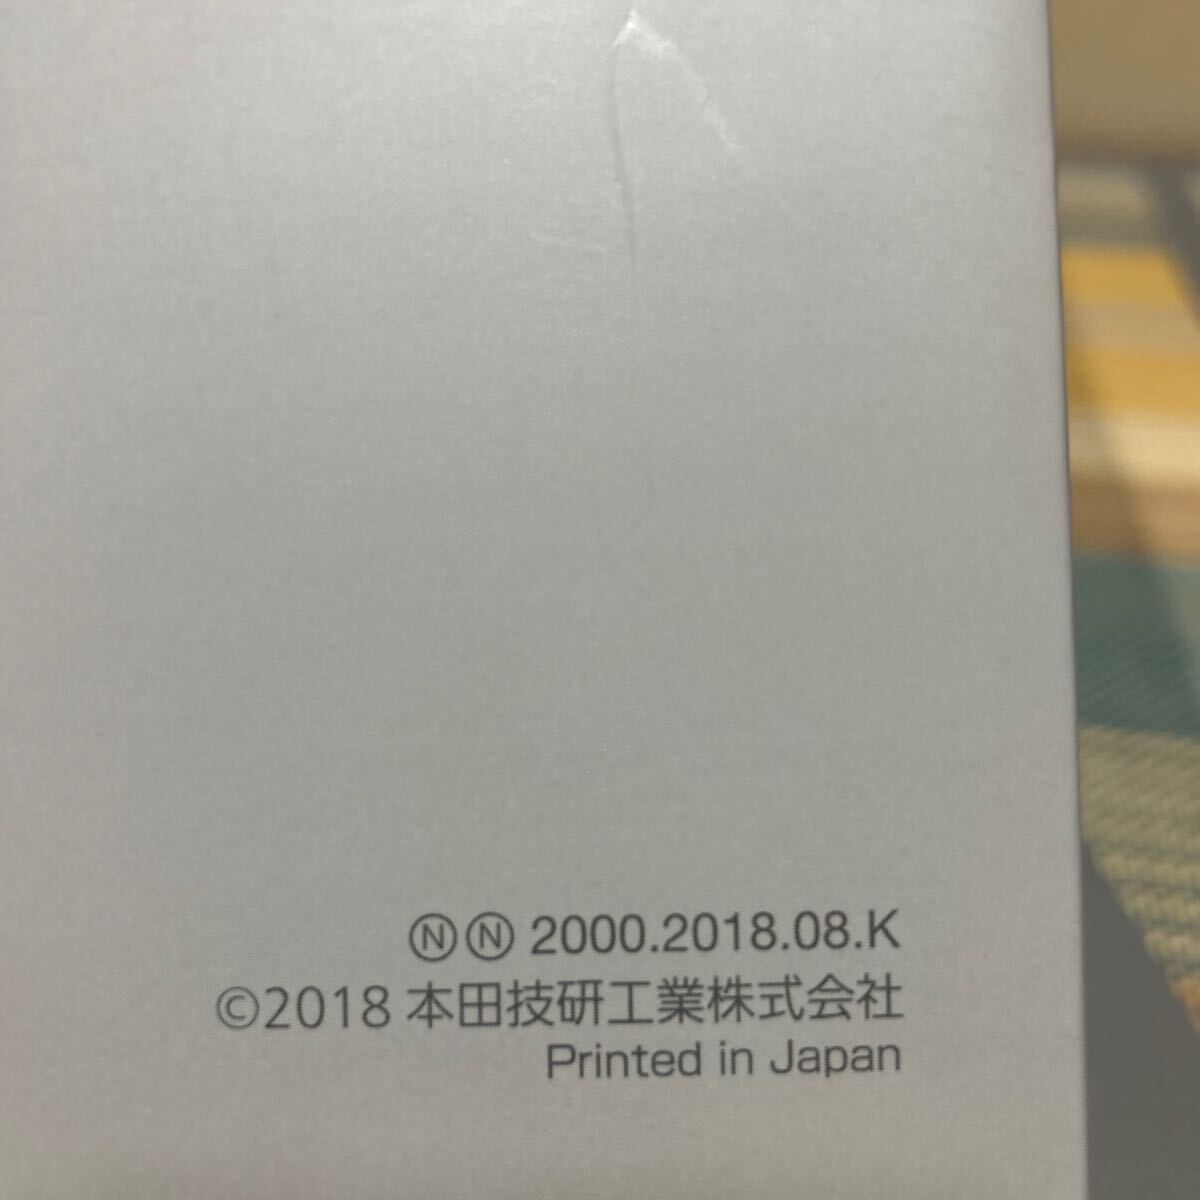 ⓃⓃ 2000.2018.08.K
©2018 本田技研工業株式会社
Printed in Japan